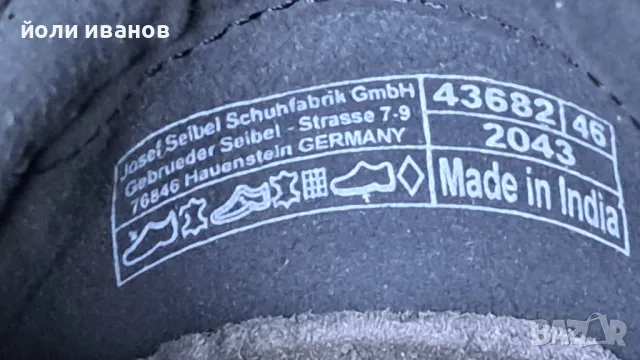 йоли иванов
Josef Seibel Schuhfabrik GmbH
Gebrueder Seibel - Strasse 7-9
76846 Hauenstein GERMANY
43682 46
2043
Made in India
BAZAR